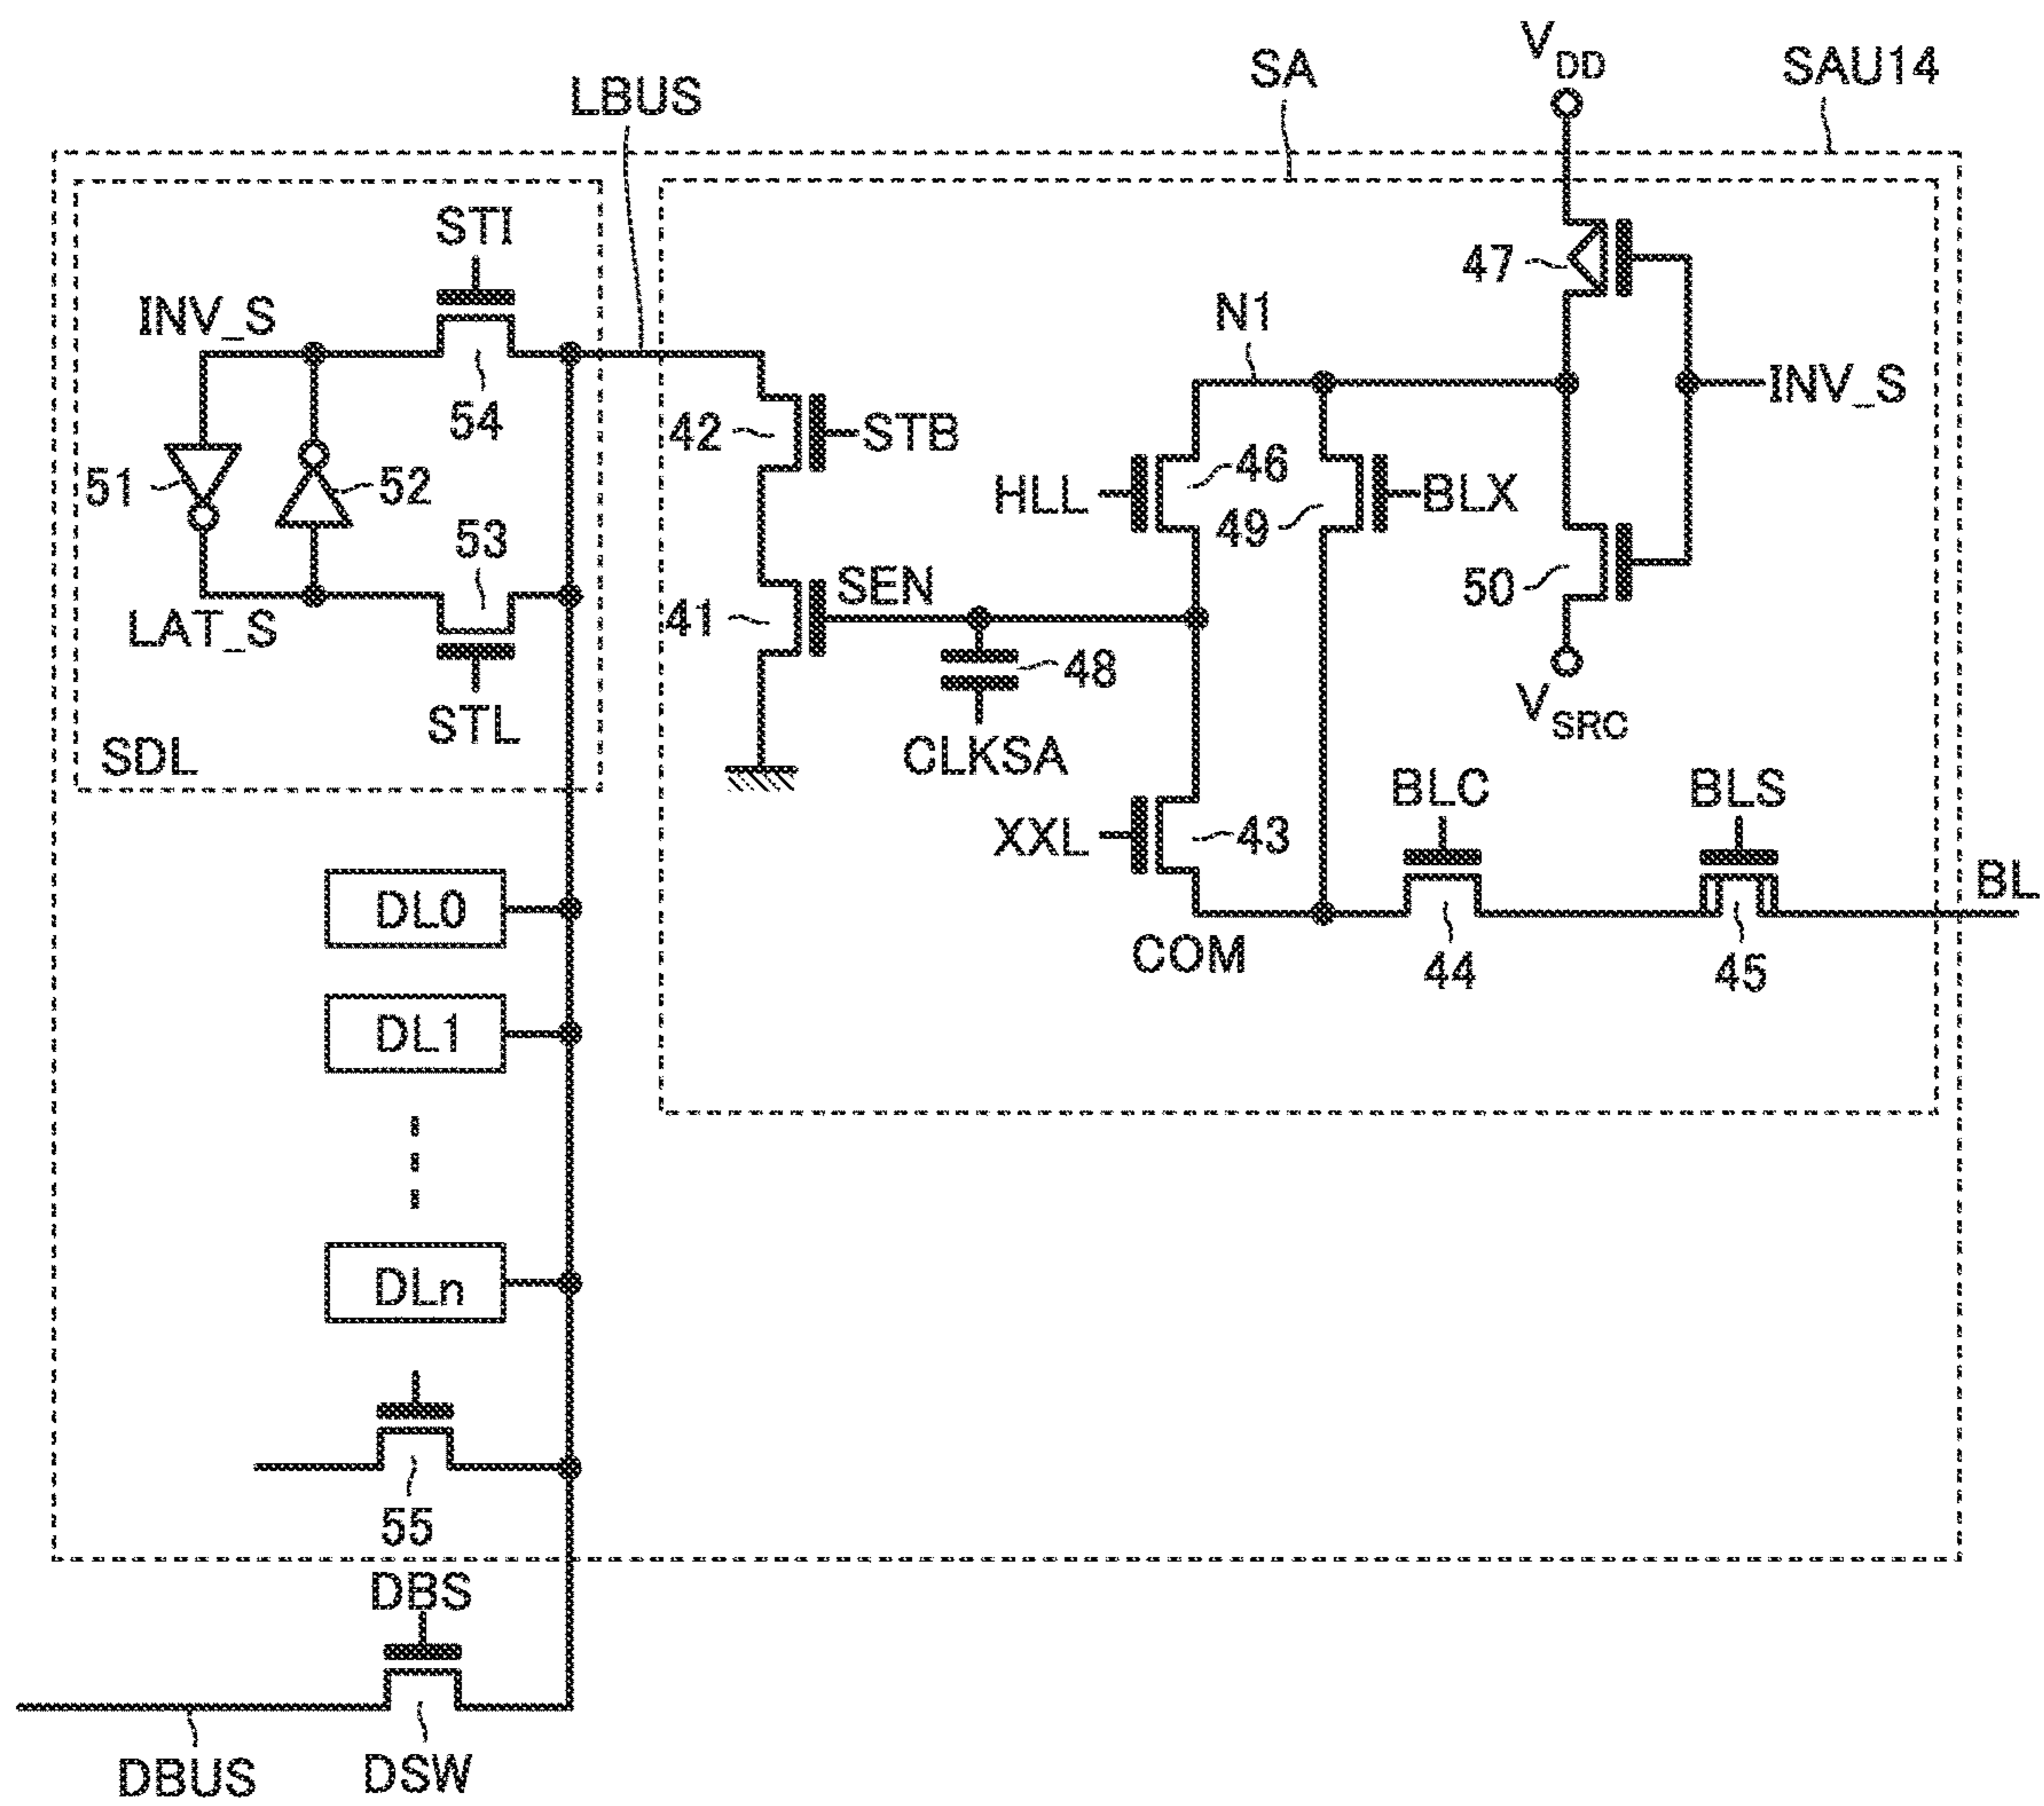 V DD
SA
SAU14
LBUS
STI
47
INV_S
N1
INV_S
54
42
STB
46
HLL
BLX
51
52
49
53
SEN
50
41
LAT_S
48
STL
V SRC
SDL
CLKSA
BLC
BLS
XXL
43
BL
DL0
COM
44
45
DL1
DLn
55
DBS
DBUS
DSW